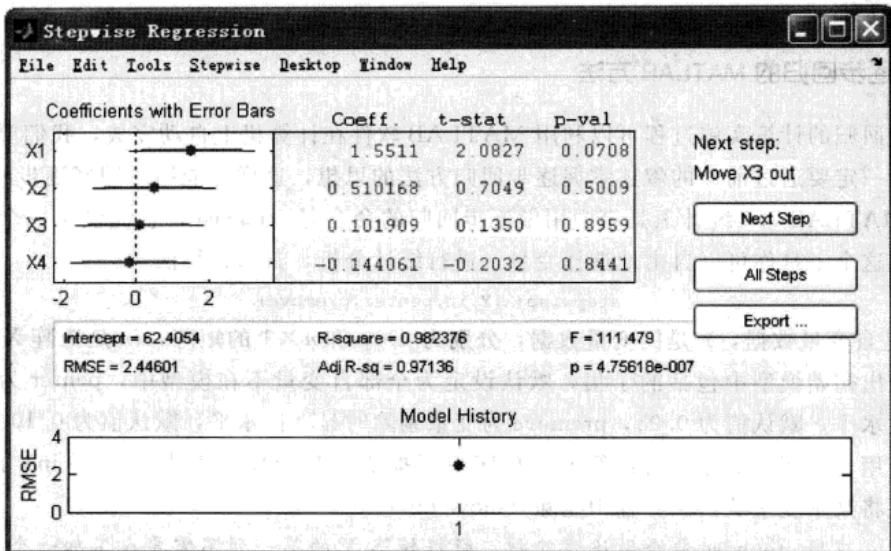 Stepwise Regression
File Edit Tools Stepwise Desktop Window Help
Coefficients with Error Bars
Coeff. t-stat p-val
X1 1.5511 2.0827 0.0708
X2 0.510168 0.7049 0.5009
X3 0.101909 0.1350 0.8959
X4 -0.144061 -0.2032 0.8441
-2 0 2
Next step:
Move X3 out
Next Step
All Steps
Export ...
Intercept = 62.4054 R-square = 0.982376 F = 111.479
RMSE = 2.44601 Adj R-sq = 0.97136 p = 4.75618e-007
Model History
RMSE
4
2
0
1